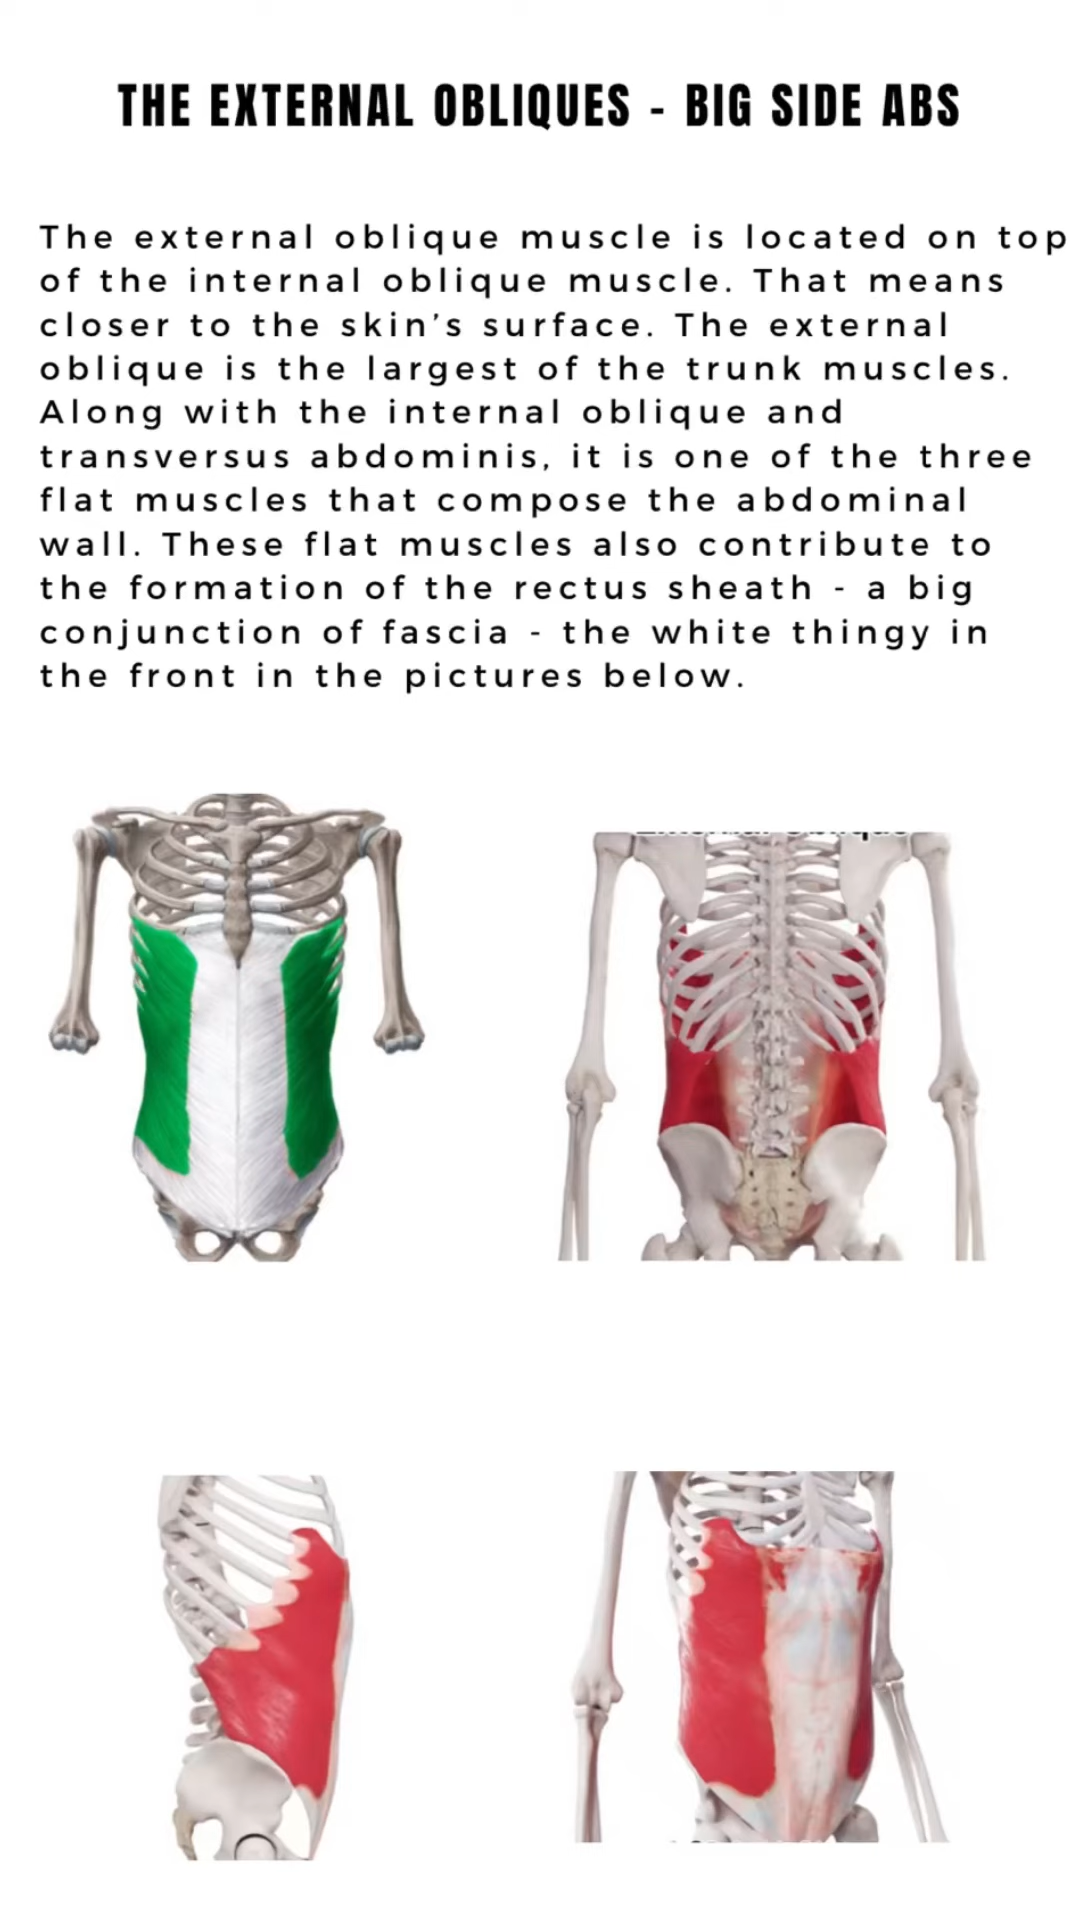 THE EXTERNAL OBLIQUES - BIG SIDE ABS
The external oblique muscle is located on top
of the internal oblique muscle. That means
closer to the skin's surface. The external
oblique is the largest of the trunk muscles.
Along with the internal oblique and
transversus abdominis, it is one of the three
flat muscles that compose the abdominal
wall. These flat muscles also contribute to
the formation of the rectus sheath - a big
conjunction of fascia - the white thingy in
the front in the pictures below.